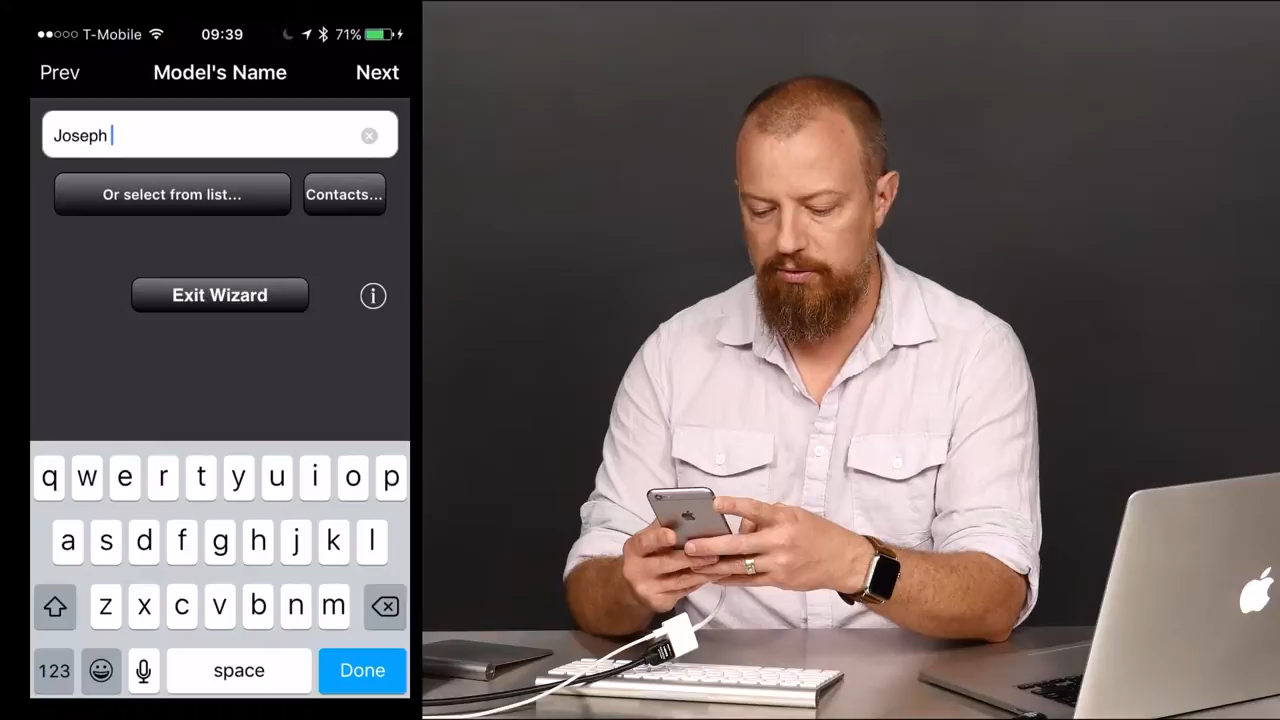 T-Mobile 09:39 71%
Prev Model's Name Next
Joseph
Or select from list... Contacts...
Exit Wizard
q w e r t y u i o p
a s d f g h j k l
z x c v b n m
123 space Done